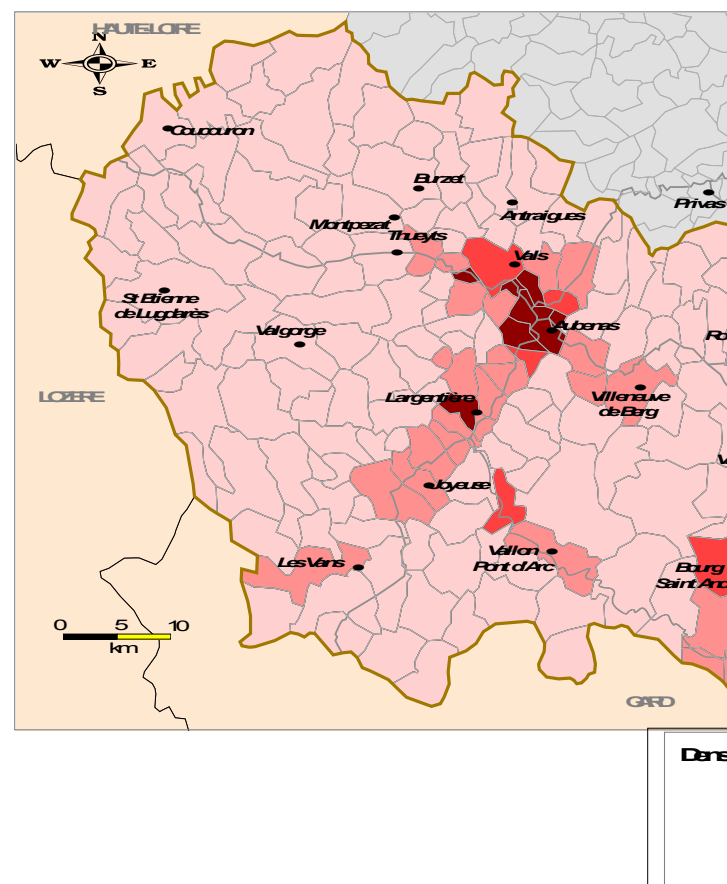 HAUTE-LOIRE
N
W E
S
Coucouron
Burzet
Privas
Antraigues
Montpezat
Thueyts
Vals
St Etienne
de Lugdarès
Aubenas
Valgorge
LOZERE
Largentière
Villeneuve
de Berg
Joyeuse
Vallon
Pont d'Arc
Les Vans
Bourg
0 5 10
km
GARD